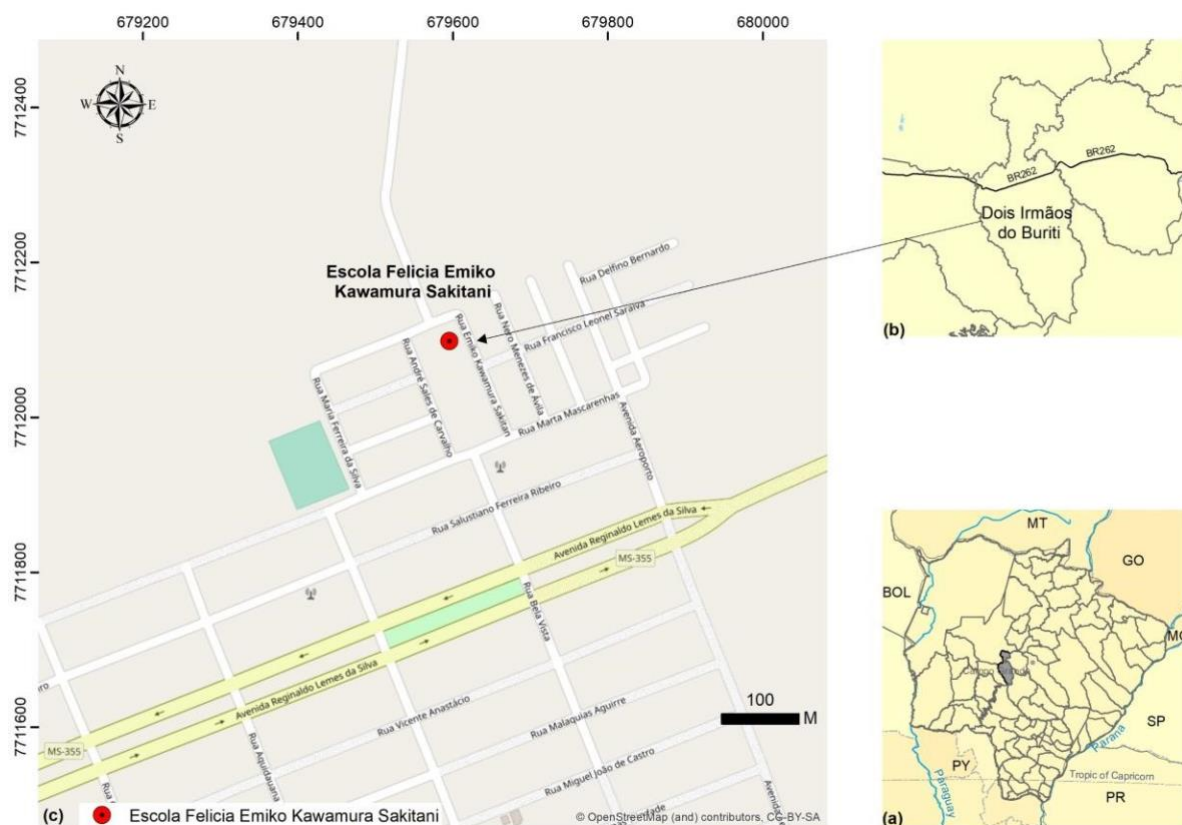 679200
679400
679600
679800
680000
7712400
7712200
7712000
7711800
7711600
N
W
E
S
Escola Felicia Emiko
Kawamura Sakitani
Rua Delfino Bernardo
Rua Francisco Leonel Saraiva
Rua Nero Menezes de Ávila
Rua Emiko Kawamura Sakitan
Rua André Sales de Carvalho
Rua Maria Ferreira da Silva
Rua Marta Mascarenhas
Avenida Aeroporto
Rua Salustiano Ferreira Ribeiro
Avenida Reginaldo Lemes da Silva
MS-355
Rua Bela Vista
Avenida Reginaldo Lemes da Silva
Rua Vicente Anastácio
Rua Malaquias Aguirre
Rua Miguel João de Castro
MS-355
Rua Aquidauana
Avenida
100
M
(c)
Escola Felicia Emiko Kawamura Sakitani
© OpenStreetMap (and) contributors, CC-BY-SA
BR262
BR262
Dois Irmãos
do Buriti
(b)
MT
GO
BOL
MG
SP
Parana
PY
Paraguay
Tropic of Capricorn
PR
(a)